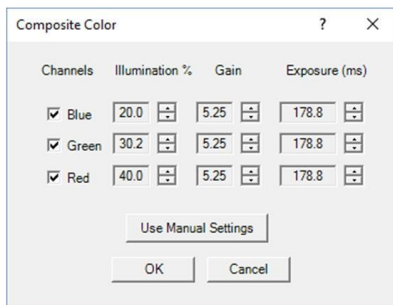 Composite Color ? ×
Channels Illumination % Gain Exposure (ms)
Blue 20.0 5.25 178.8
Green 30.2 5.25 178.8
Red 40.0 5.25 178.8
Use Manual Settings
OK Cancel